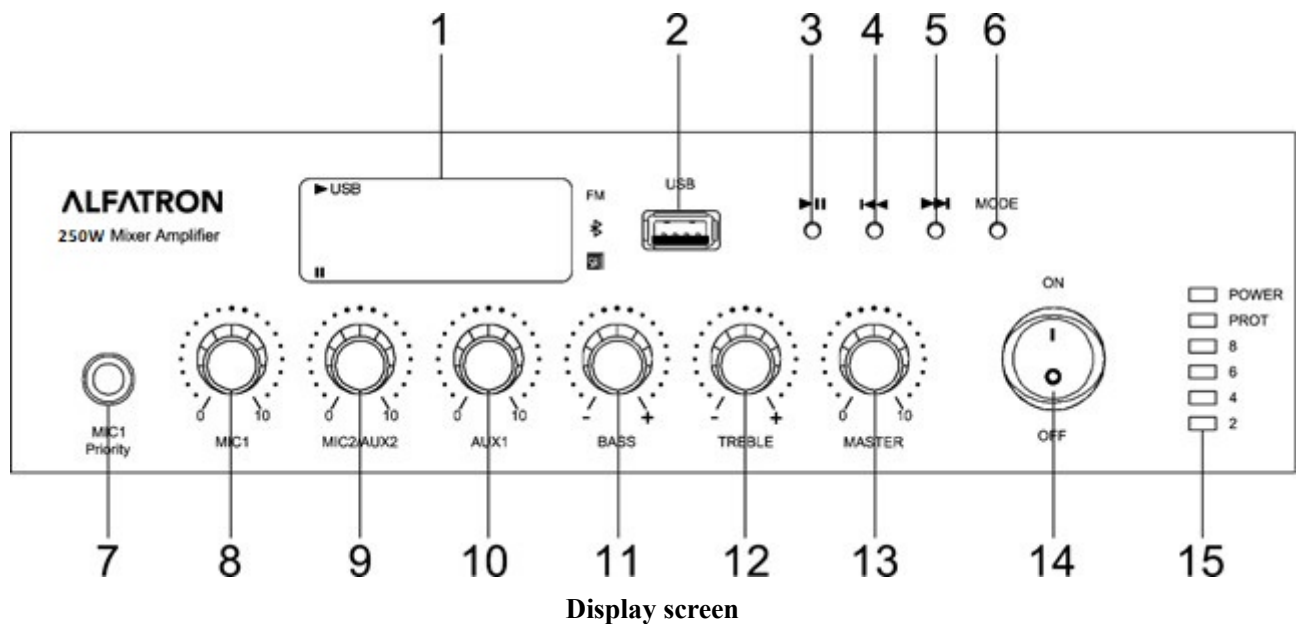 1 2 3 4 5 6
ALFATRON
250W Mixer Amplifier
USB
FM
USB
MODE
ON
OFF
POWER
PROT
8
6
4
2
MIC1
Priority
0 10
MIC1
0 10
MIC2/AUX2
0 10
AUX1
- +
BASS
- +
TREBLE
0 10
MASTER
7 8 9 10 11 12 13 14 15
Display screen